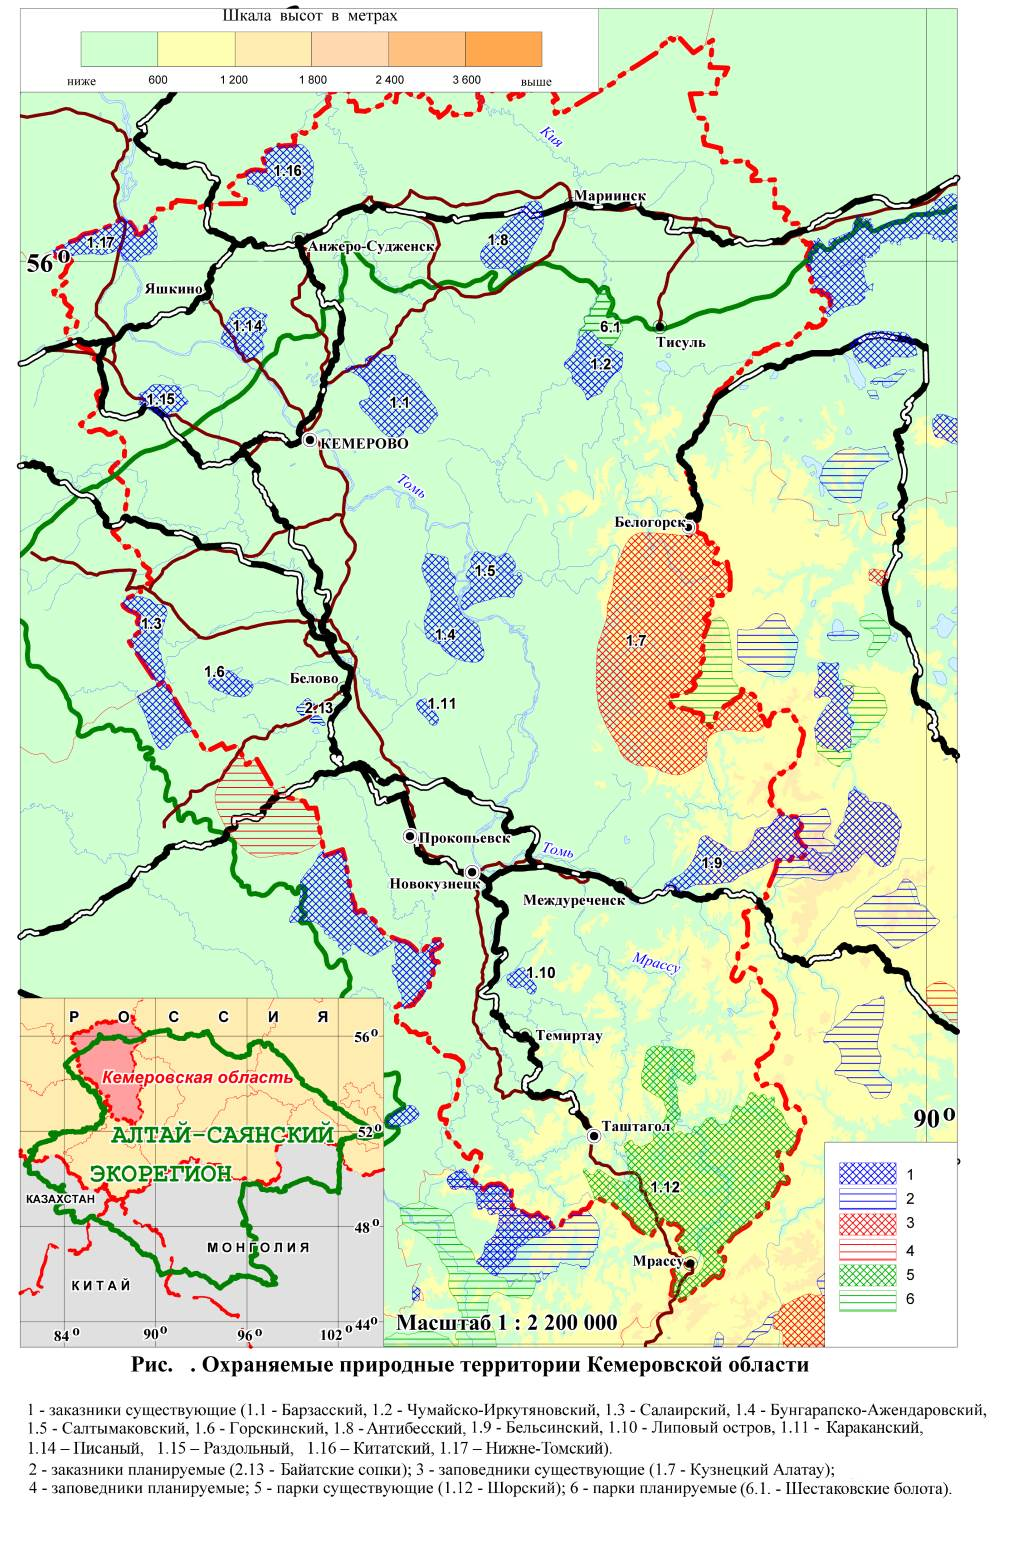 Шкала высот в метрах
ниже 600 1 200 1 800 2 400 3 600 выше
Кия
1.16
Мариинск
1.17
1.8
Анжеро-Судженск
56°
Яшкино
1.14
6.1
Тисуль
1.2
1.15
1.1
КЕМЕРОВО
Томь
Белогорск
1.5
1.3
1.4
1.7
1.6
Белово
2.13
1.11
Прокопьевск
Томь
1.9
Новокузнецк
Междуреченск
Мрассу
1.10
Р О С С И Я
Темиртау
56°
Кемеровская область
90°
Таштагол
АЛТАЙ-САЯНСКИЙ
52°
ЭКОРЕГИОН
1.12
КАЗАХСТАН
48°
МОНГОЛИЯ
Мрассу
КИТАЙ
1
2
3
4
5
6
Масштаб 1 : 2 200 000
44°
84° 90° 96° 102°
Рис. . Охраняемые природные территории Кемеровской области
1 - заказники существующие (1.1 - Барзасский, 1.2 - Чумайско-Иркутяновский, 1.3 - Салаирский, 1.4 - Бунгарапско-Ажендаровский,
1.5 - Салтымаковский, 1.6 - Горскинский, 1.8 - Антибесский, 1.9 - Бельсинский, 1.10 - Липовый остров, 1.11 - Караканский,
1.14 – Писаный, 1.15 – Раздольный, 1.16 – Китатский, 1.17 – Нижне-Томский).
2 - заказники планируемые (2.13 - Байатские сопки); 3 - заповедники существующие (1.7 - Кузнецкий Алатау);
4 - заповедники планируемые; 5 - парки существующие (1.12 - Шорский); 6 - парки планируемые (6.1. - Шестаковские болота).